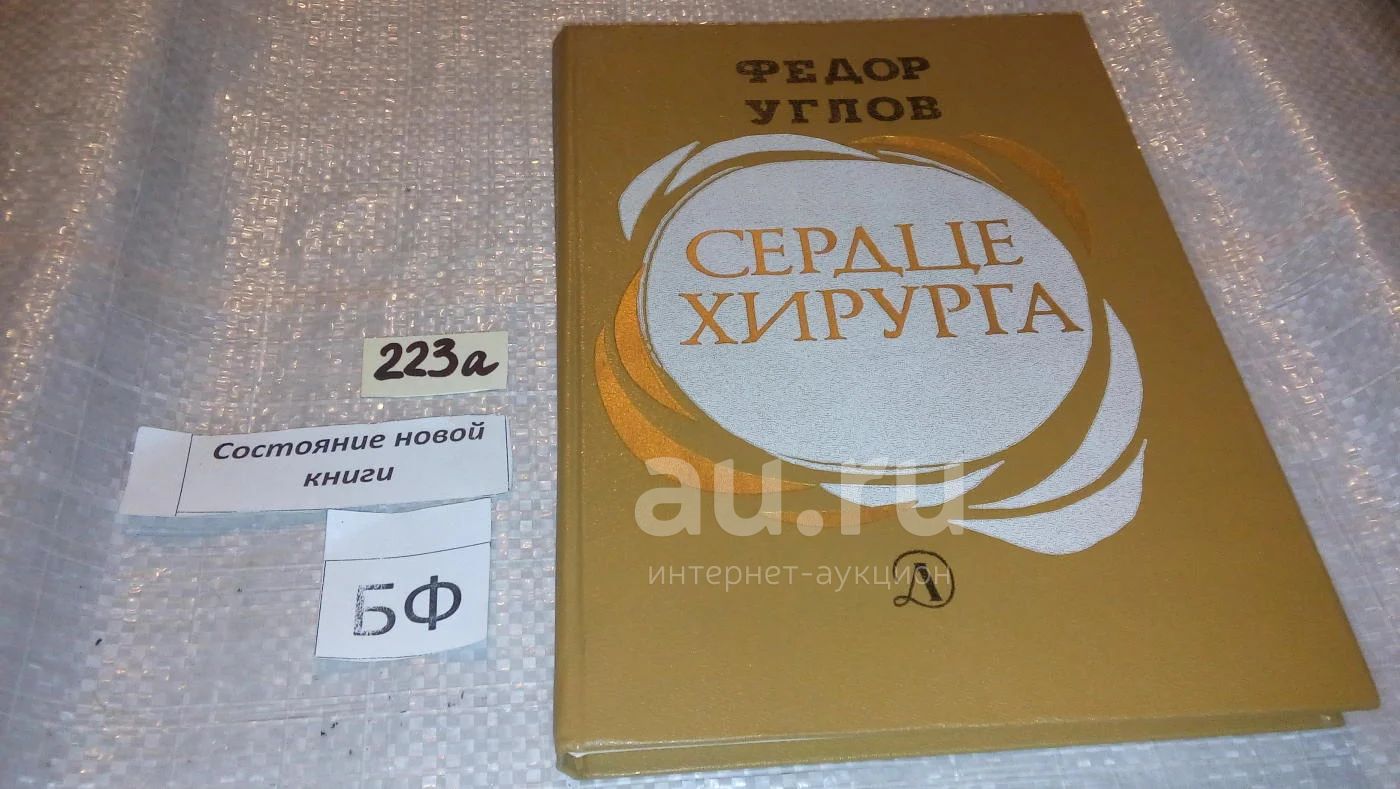 ФЕДОР
УГЛОВ
СЕРДЦЕ
ХИРУРГА
223а
Состояние новой
книги
БФ
au.ru
интернет-аукцион
Д